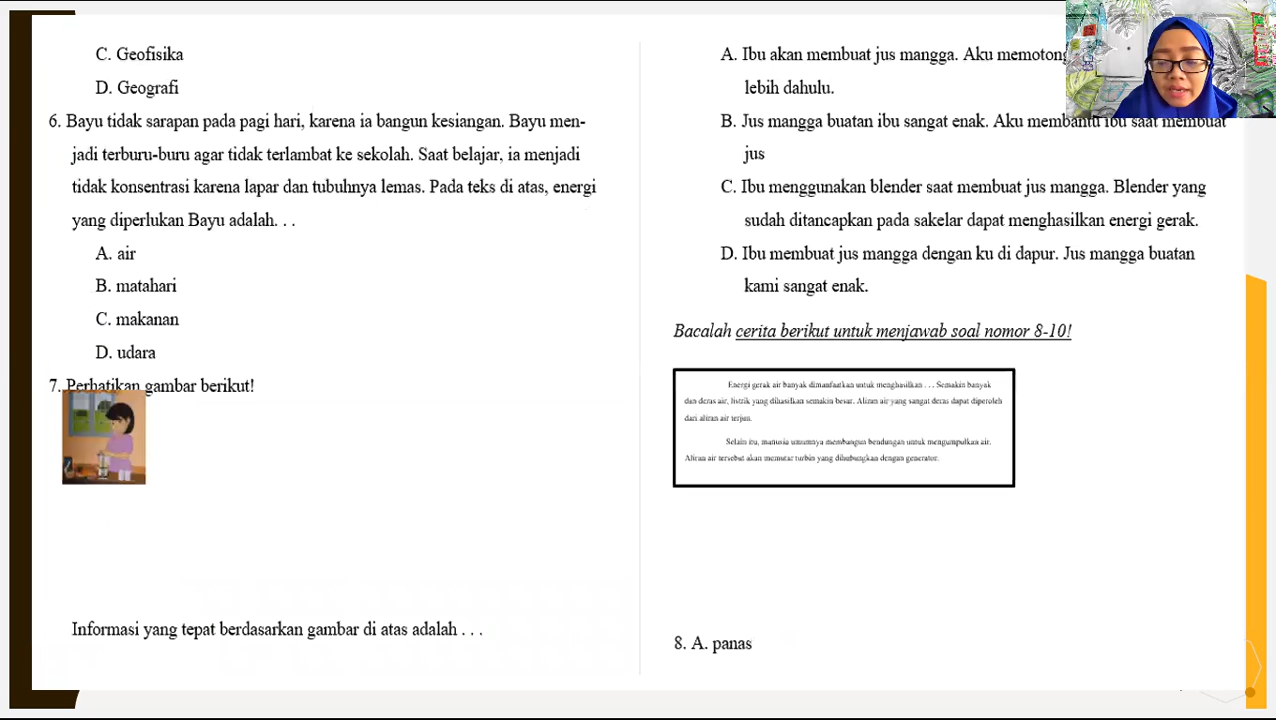 C. Geofisika
D. Geografi
6. Bayu tidak sarapan pada pagi hari, karena ia bangun kesiangan. Bayu men-
jadi terburu-buru agar tidak terlambat ke sekolah. Saat belajar, ia menjadi
tidak konsentrasi karena lapar dan tubuhnya lemas. Pada teks di atas, energi
yang diperlukan Bayu adalah. . .
A. air
B. matahari
C. makanan
D. udara
7. Perhatikan gambar berikut!
Informasi yang tepat berdasarkan gambar di atas adalah . . .
A. Ibu akan membuat jus mangga. Aku
lebih dahulu.
B. Jus mangga buatan ibu sangat enak. Aku membantu ibu saat membuat
jus
C. Ibu menggunakan blender saat membuat jus mangga. Blender yang
sudah ditancapkan pada sakelar dapat menghasilkan energi gerak.
D. Ibu membuat jus mangga dengan ku di dapur. Jus mangga buatan
kami sangat enak.
Bacalah cerita berikut untuk menjawab soal nomor 8-10!
Energi gerak air banyak dimanfaatkan untuk menghasilkan . . . Semakin banyak
dan deras air, listrik yang dihasilkan semakin besar. Aliran air yang sangat deras dapat diperoleh
dari aliran air terjun.
Selain itu, manusia umumnya membangun bendungan untuk mengumpulkan air.
Aliran air tersebut akan memutar turbin yang dihubungkan dengan generator.
8. A. panas